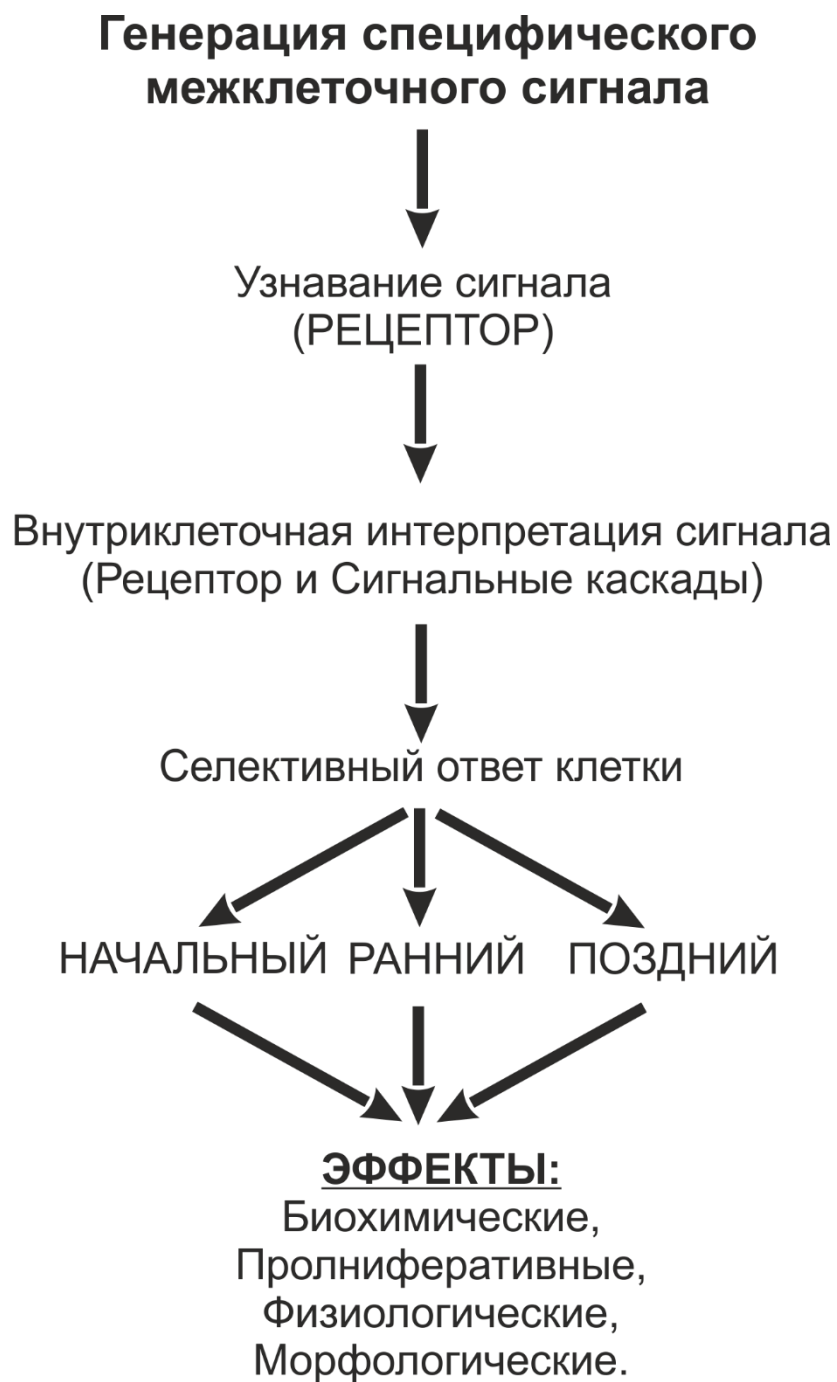 Генерация специфического
межклеточного сигнала
Узнавание сигнала
(РЕЦЕПТОР)
Внутриклеточная интерпретация сигнала
(Рецептор и Сигнальные каскады)
Селективный ответ клетки
НАЧАЛЬНЫЙ РАННИЙ ПОЗДНИЙ
ЭФФЕКТЫ:
Биохимические,
Пролниферативные,
Физиологические,
Морфологические.